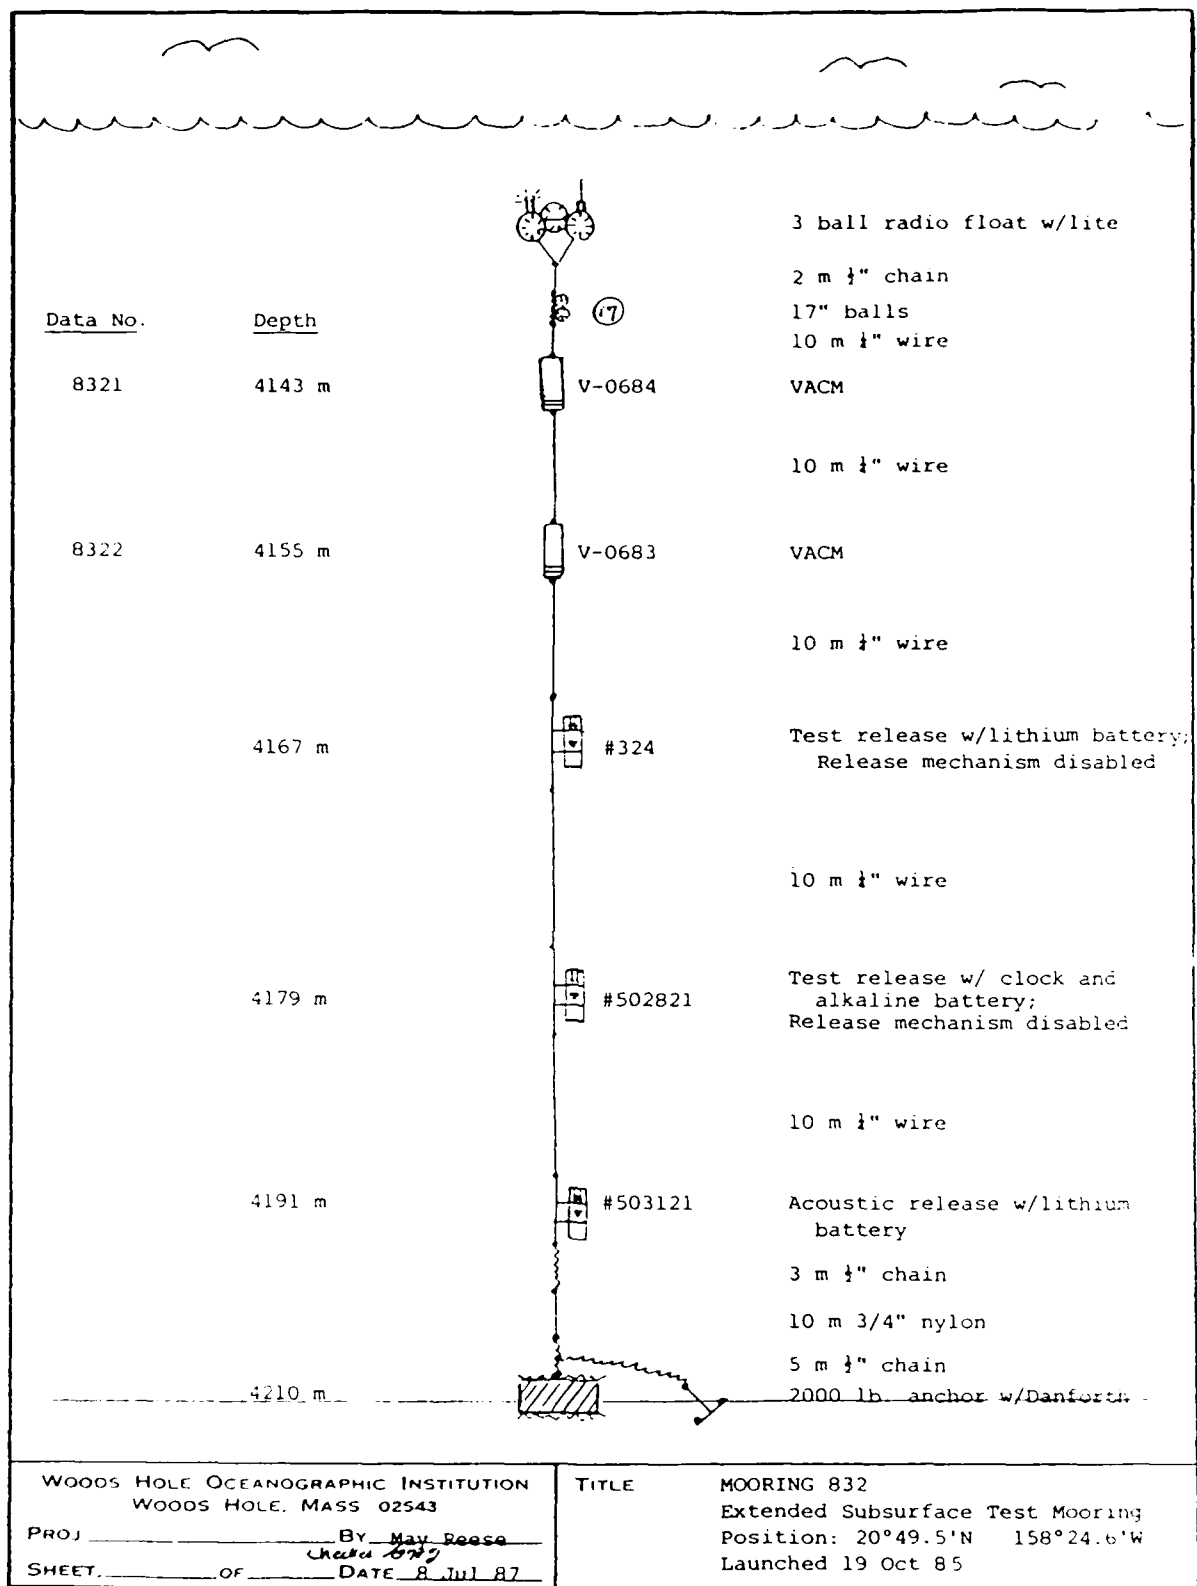 3 ball radio float w/lite
2 m ½" chain
17
17" balls
Data No. Depth
10 m ¼" wire
8321 4143 m V-0684 VACM
10 m ¼" wire
8322 4155 m V-0683 VACM
10 m ¼" wire
4167 m #324 Test release w/lithium battery;
Release mechanism disabled
10 m ¼" wire
4179 m #502821 Test release w/ clock and
alkaline battery;
Release mechanism disabled
10 m ¼" wire
4191 m #503121 Acoustic release w/lithium
battery
3 m ½" chain
10 m 3/4" nylon
5 m ½" chain
4210 m 2000 lb. anchor w/Danforth
WOODS HOLE OCEANOGRAPHIC INSTITUTION
WOODS HOLE, MASS 02543
PROJ BY May Reese
SHEET OF DATE 8 Jul 87
TITLE MOORING 832
Extended Subsurface Test Mooring
Position: 20°49.5'N 158°24.6'W
Launched 19 Oct 85